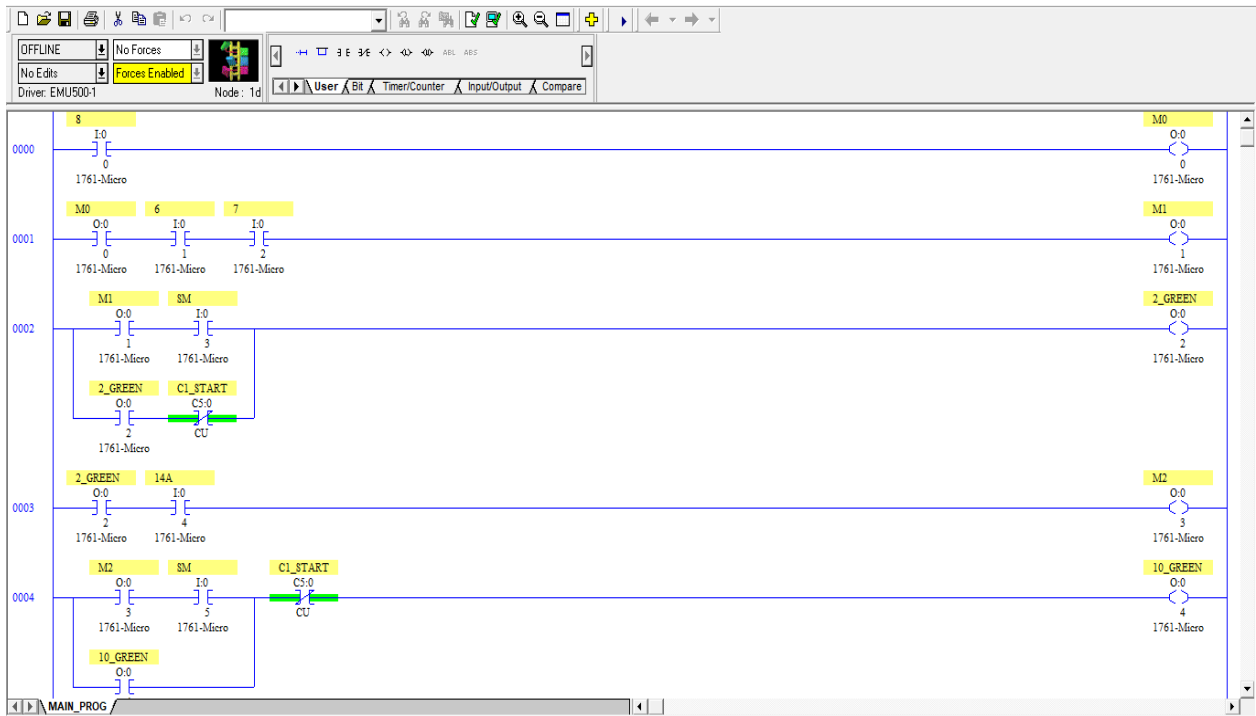 OFFLINE No Forces
No Edits Forces Enabled
Driver: EMU500-1 Node : 1d
ABL ABS
User Bit Timer/Counter Input/Output Compare
8 M0
I:0 O:0
0000
0 0
1761-Micro 1761-Micro
M0 6 7 M1
O:0 I:0 I:0 O:0
0001
0 1 2 1
1761-Micro 1761-Micro 1761-Micro 1761-Micro
M1 SM 2_GREEN
O:0 I:0 O:0
0002
1 3 2
1761-Micro 1761-Micro 1761-Micro
2_GREEN C1_START
O:0 C5:0
2 CU
1761-Micro
2_GREEN 14A M2
O:0 I:0 O:0
0003
2 4 3
1761-Micro 1761-Micro 1761-Micro
M2 SM C1_START 10_GREEN
O:0 I:0 C5:0 O:0
0004
3 5 CU 4
1761-Micro 1761-Micro 1761-Micro
10_GREEN
O:0
MAIN_PROG